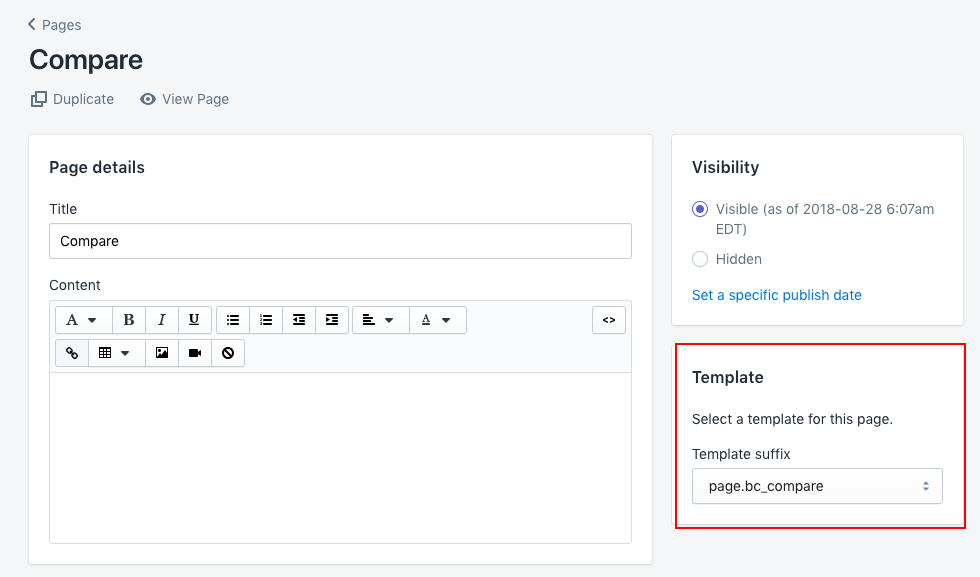 Pages
Compare
Duplicate
View Page
Page details
Title
Compare
Content
A
B
I
U
A
<>
Visibility
Visible (as of 2018-08-28 6:07am
EDT)
Hidden
Set a specific publish date
Template
Select a template for this page.
Template suffix
page.bc_compare